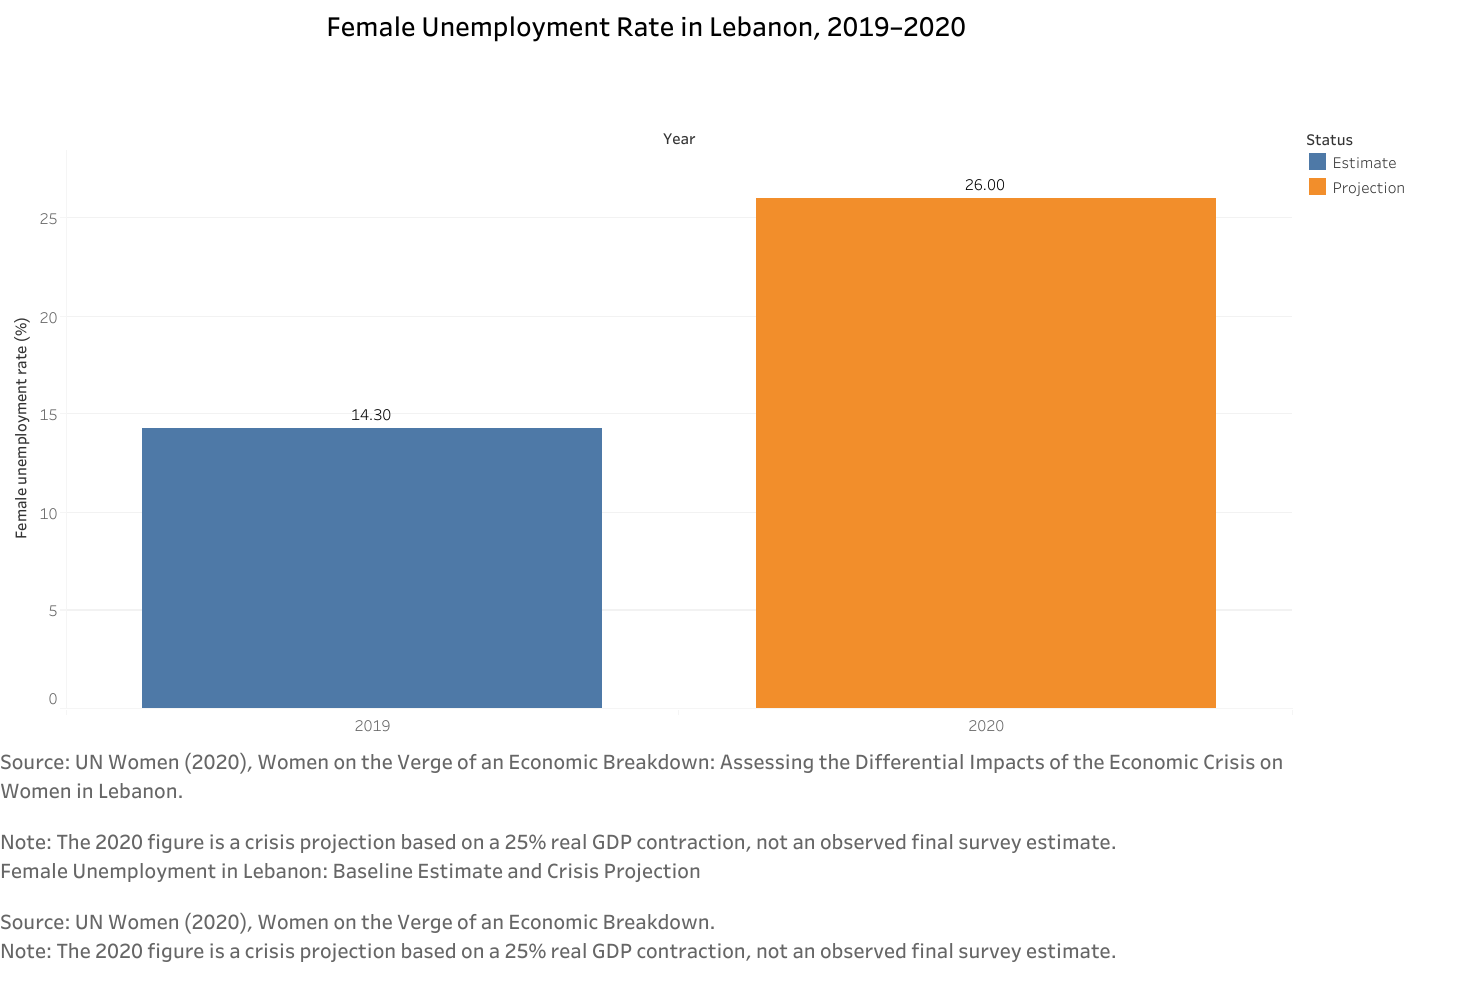 Female Unemployment Rate in Lebanon, 2019–2020
Year
Status
Estimate
Projection
26.00
14.30
Female unemployment rate (%)
25
20
15
10
5
0
2019
2020
Source: UN Women (2020), Women on the Verge of an Economic Breakdown: Assessing the Differential Impacts of the Economic Crisis on
Women in Lebanon.
Note: The 2020 figure is a crisis projection based on a 25% real GDP contraction, not an observed final survey estimate.
Female Unemployment in Lebanon: Baseline Estimate and Crisis Projection
Source: UN Women (2020), Women on the Verge of an Economic Breakdown.
Note: The 2020 figure is a crisis projection based on a 25% real GDP contraction, not an observed final survey estimate.